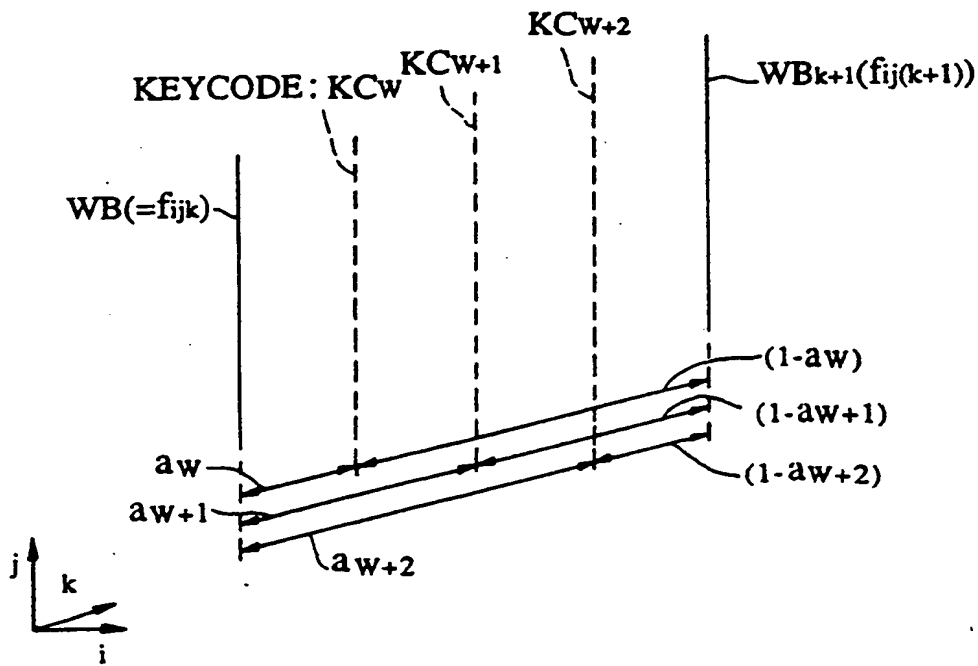 KCW+2
KCW+1
WBk+1(fij(k+1))
KEYCODE: KCW
WB(=fijk)
(1-aW)
(1-aW+1)
aW
(1-aW+2)
aW+1
aW+2
j
k
i